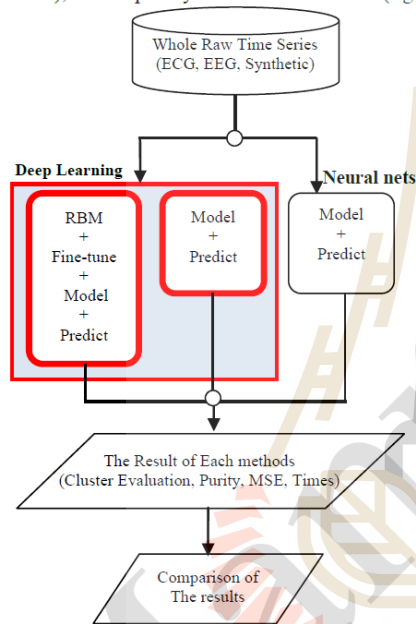 Whole Raw Time Series
(ECG, EEG, Synthetic)
Deep Learning
Neural nets
RBM
+
Fine-tune
+
Model
+
Predict
Model
+
Predict
Model
+
Predict
The Result of Each methods
(Cluster Evaluation, Purity, MSE, Times)
Comparison of
The results